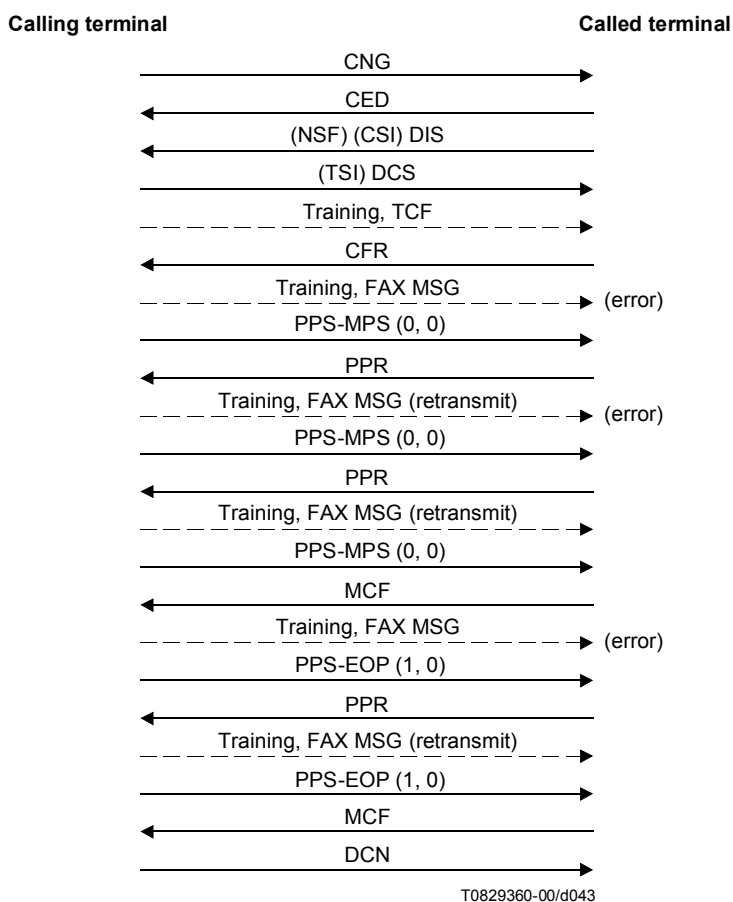 Calling terminal Called terminal
CNG
CED
(NSF) (CSI) DIS
(TSI) DCS
Training, TCF
CFR
Training, FAX MSG (error)
PPS-MPS (0, 0)
PPR
Training, FAX MSG (retransmit) (error)
PPS-MPS (0, 0)
PPR
Training, FAX MSG (retransmit)
PPS-MPS (0, 0)
MCF
Training, FAX MSG (error)
PPS-EOP (1, 0)
PPR
Training, FAX MSG (retransmit)
PPS-EOP (1, 0)
MCF
DCN
T0829360-00/d043